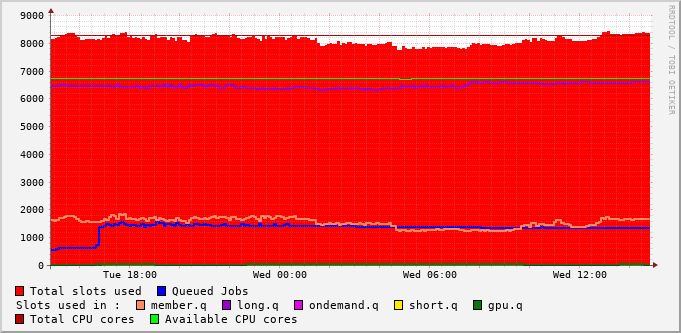 9000
8000
7000
6000
5000
4000
3000
2000
1000
0
Tue 18:00 Wed 00:00 Wed 06:00 Wed 12:00
Total slots used Queued Jobs
Slots used in : member.q long.q ondemand.q short.q gpu.q
Total CPU cores Available CPU cores
RRDTOOL / TOBI OETIKER